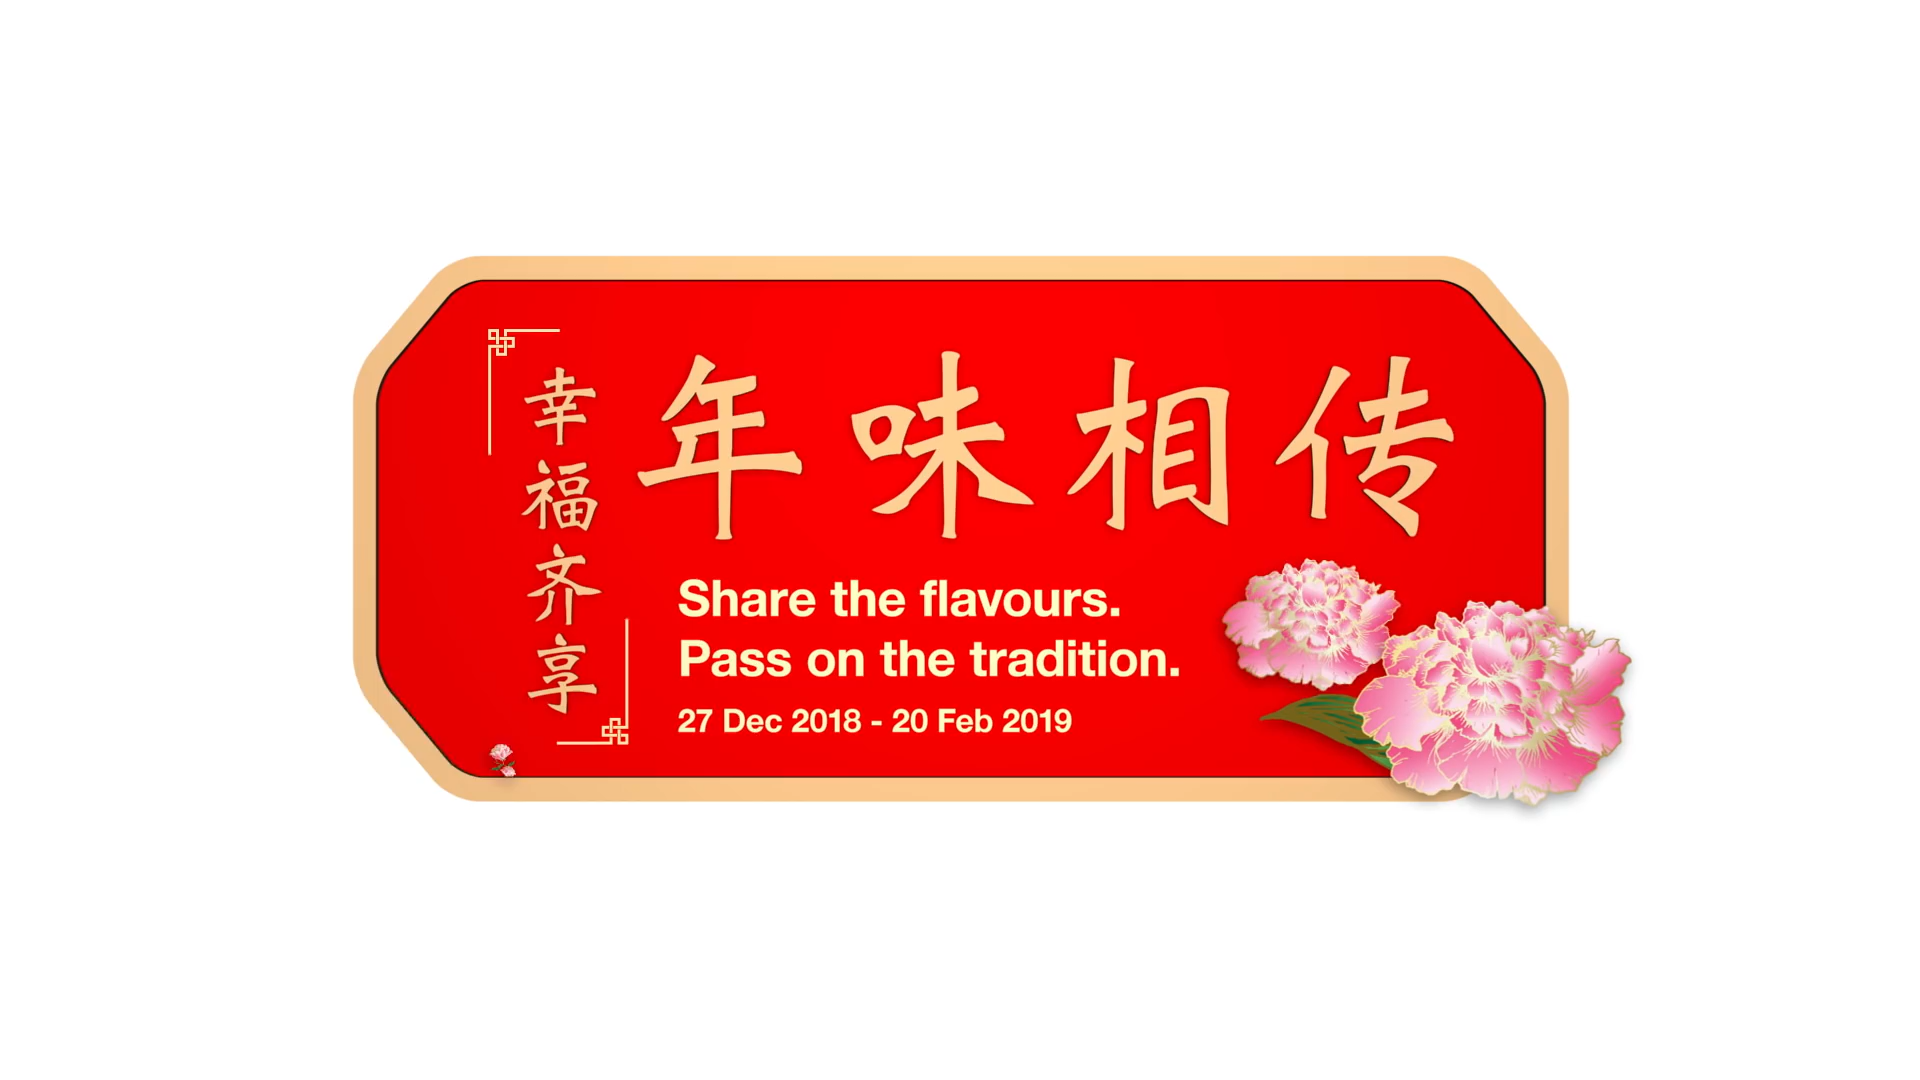 幸福齐享
年味相传
Share the flavours.
Pass on the tradition.
27 Dec 2018 - 20 Feb 2019